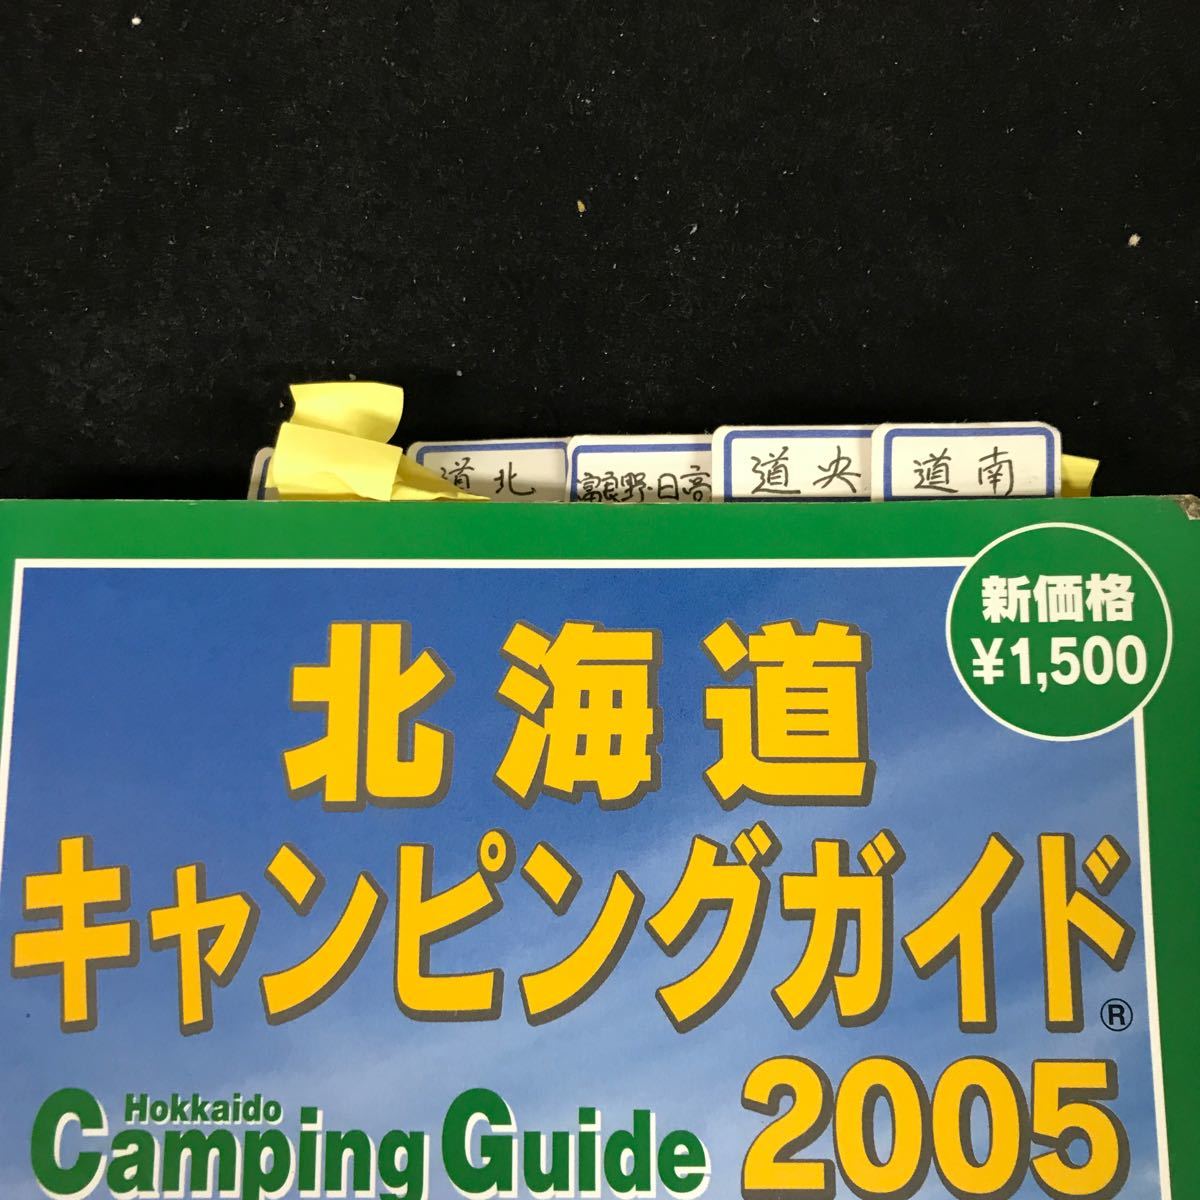 道北
富良野・日高
道央
道南
新価格
¥1,500
北海道
キャンピングガイド®
2005
Hokkaido
Camping Guide